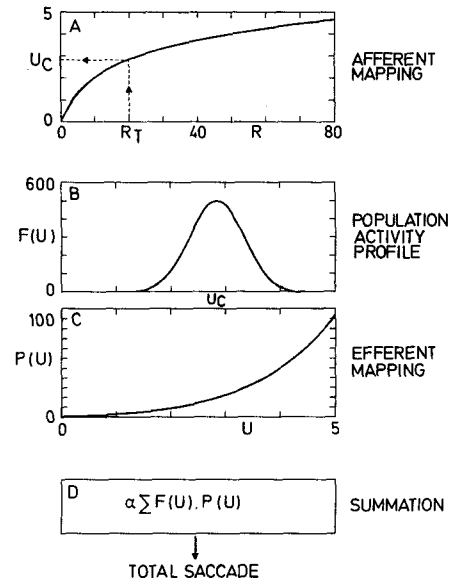 5
A
U_C
0
0
R_T
40
R
80
AFFERENT
MAPPING
600
B
F(U)
0
U_C
POPULATION
ACTIVITY
PROFILE
100
C
P(U)
0
0
U
5
EFFERENT
MAPPING
D
α∑F(U).P(U)
SUMMATION
TOTAL SACCADE